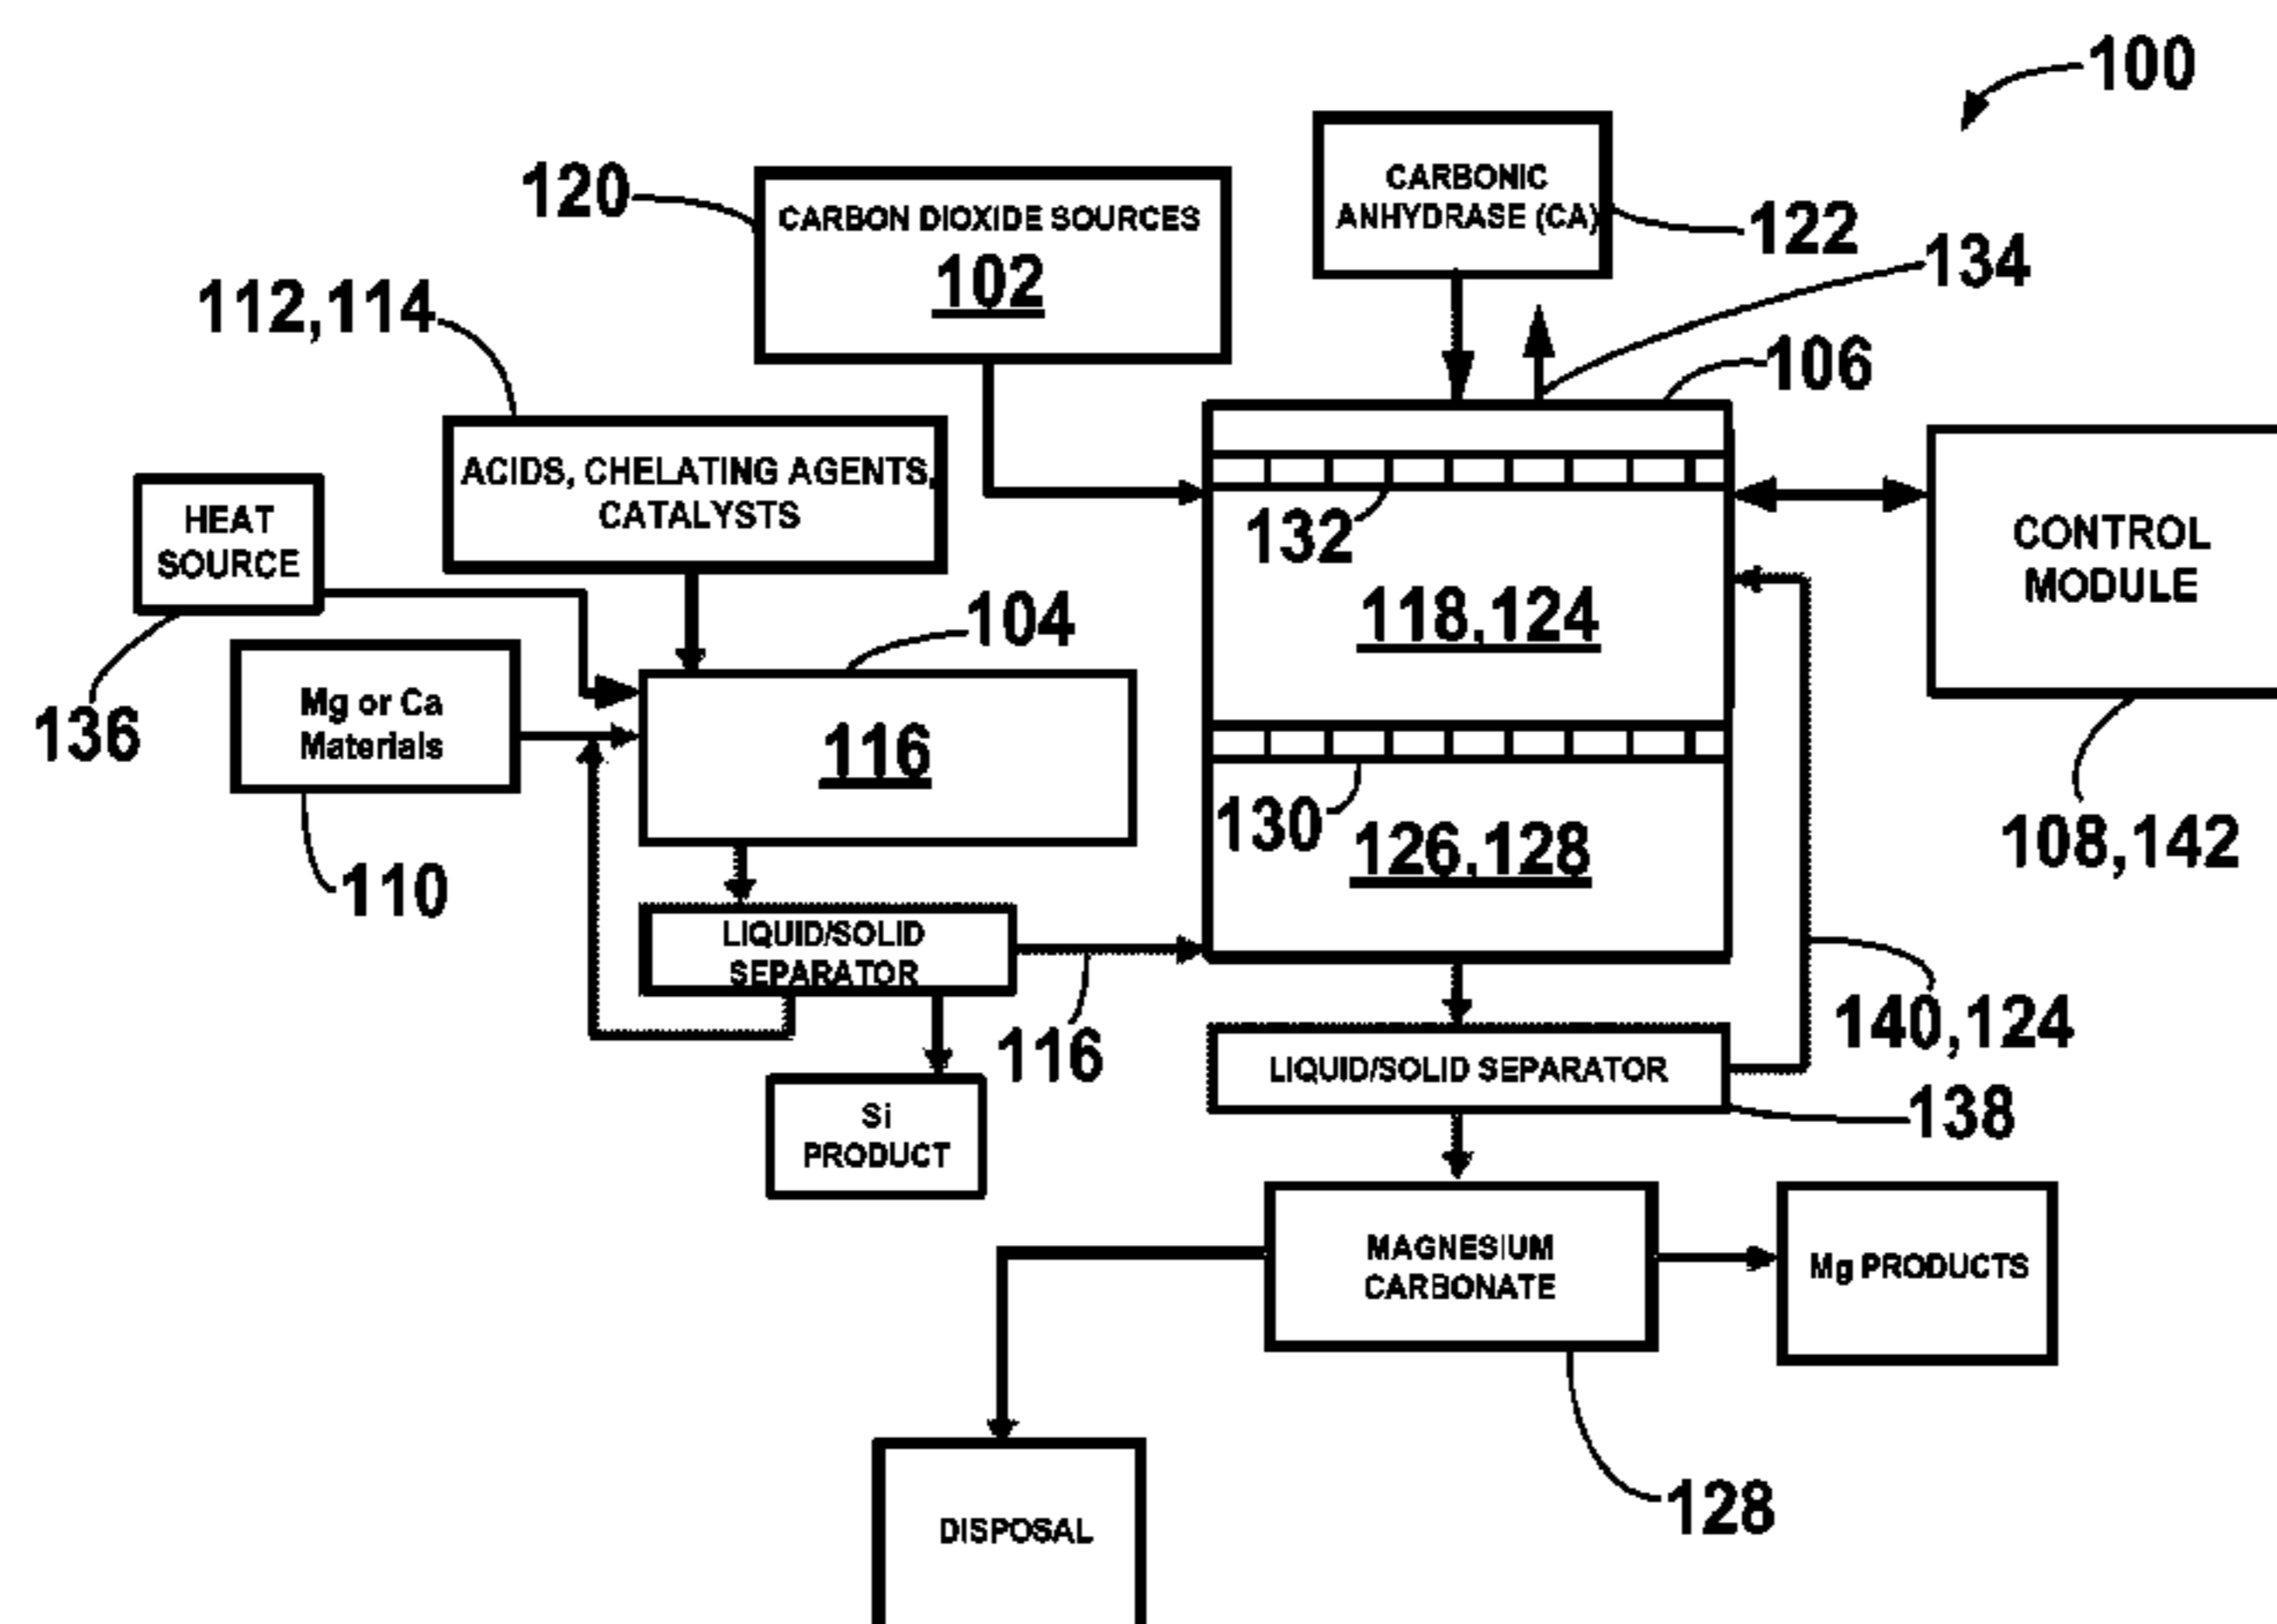 100
CARBONIC
ANHYDRASE (CA)
122
120
CARBON DIOXIDE SOURCES
102
134
112,114
106
ACIDS, CHELATING AGENTS,
CATALYSTS
HEAT
SOURCE
136
132
CONTROL
MODULE
118,124
104
Mg or Ca
Materials
116
110
130
126,128
108,142
LIQUID/SOLID
SEPARATOR
116
140,124
Si
PRODUCT
LIQUID/SOLID SEPARATOR
138
MAGNESIUM
CARBONATE
Mg PRODUCTS
128
DISPOSAL